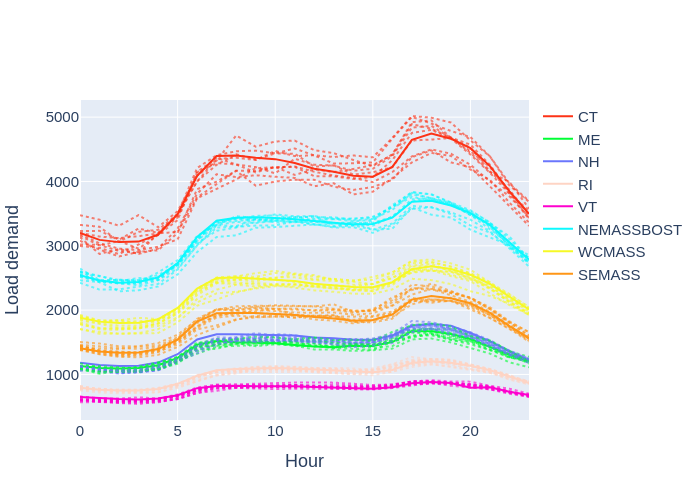 Load demand
5000
4000
3000
2000
1000
0
5
10
15
20
Hour
CT
ME
NH
RI
VT
NEMASSBOST
WCMASS
SEMASS